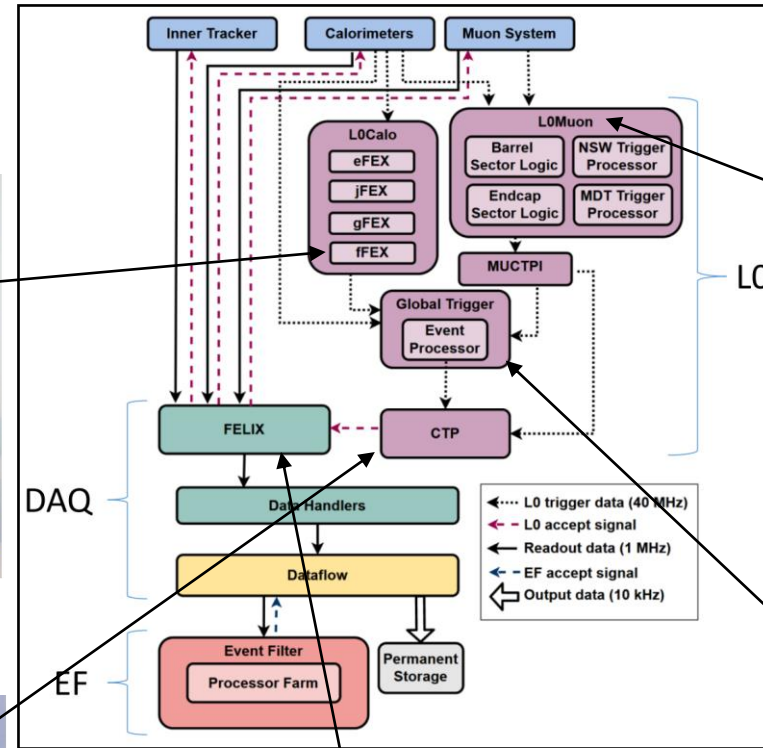 Inner Tracker
Calorimeters
Muon System
L0Calo
eFEX
jFEX
gFEX
fFEX
L0Muon
Barrel
Sector Logic
NSW Trigger
Processor
Endcap
Sector Logic
MDT Trigger
Processor
MUCTPI
L0
Global Trigger
Event
Processor
FELIX
CTP
DAQ
Data Handlers
Dataflow
L0 trigger data (40 MHz)
L0 accept signal
Readout data (1 MHz)
EF accept signal
Output data (10 kHz)
EF
Event Filter
Processor Farm
Permanent
Storage